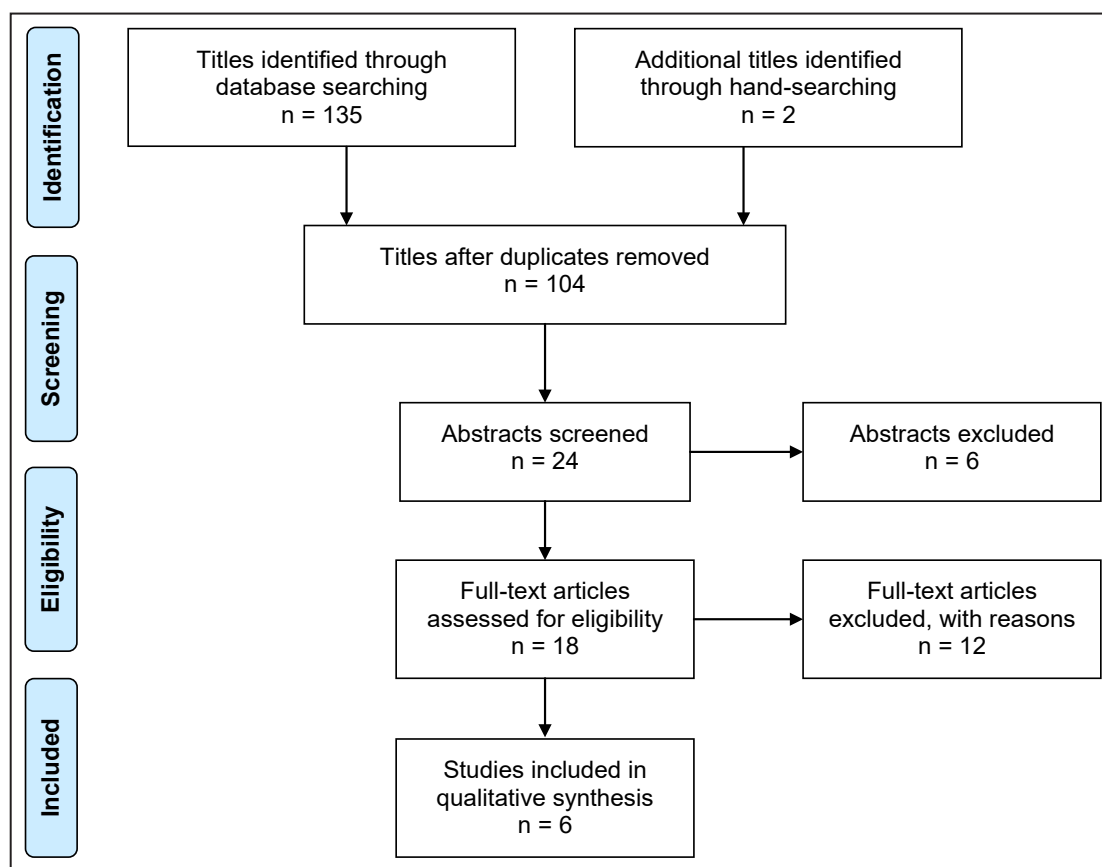 Identification
Titles identified through
database searching
n = 135
Additional titles identified
through hand-searching
n = 2
Screening
Titles after duplicates removed
n = 104
Abstracts screened
n = 24
Abstracts excluded
n = 6
Eligibility
Full-text articles
assessed for eligibility
n = 18
Full-text articles
excluded, with reasons
n = 12
Included
Studies included in
qualitative synthesis
n = 6